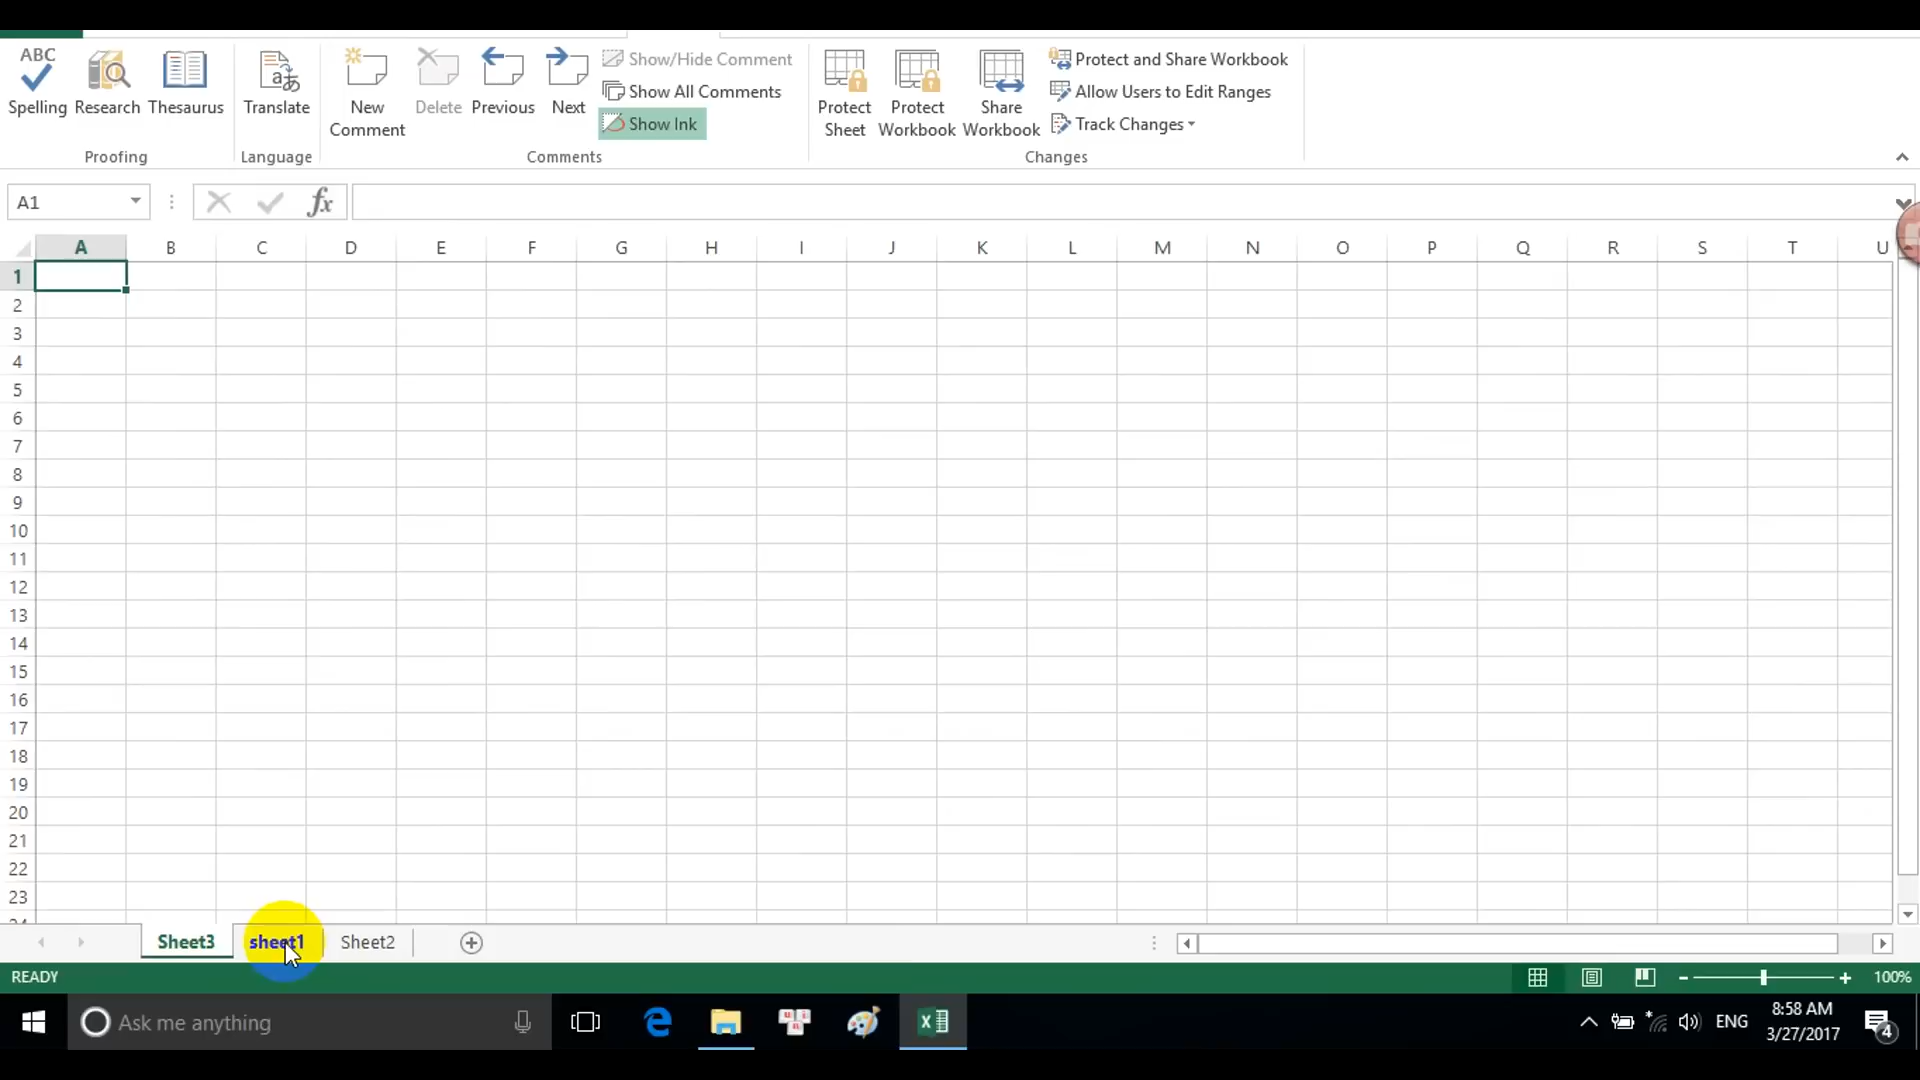 ABC
Spelling Research Thesaurus
Proofing
Translate
Language
New Comment
Delete Previous Next
Show/Hide Comment
Show All Comments
Show Ink
Comments
Protect Sheet
Protect Workbook
Share Workbook
Protect and Share Workbook
Allow Users to Edit Ranges
Track Changes
Changes
A1
fx
A B C D E F G H I J K L M N O P Q R S T U
1
2
3
4
5
6
7
8
9
10
11
12
13
14
15
16
17
18
19
20
21
22
23
Sheet3 sheet1 Sheet2
READY
100%
Ask me anything
ENG
8:58 AM
3/27/2017
4